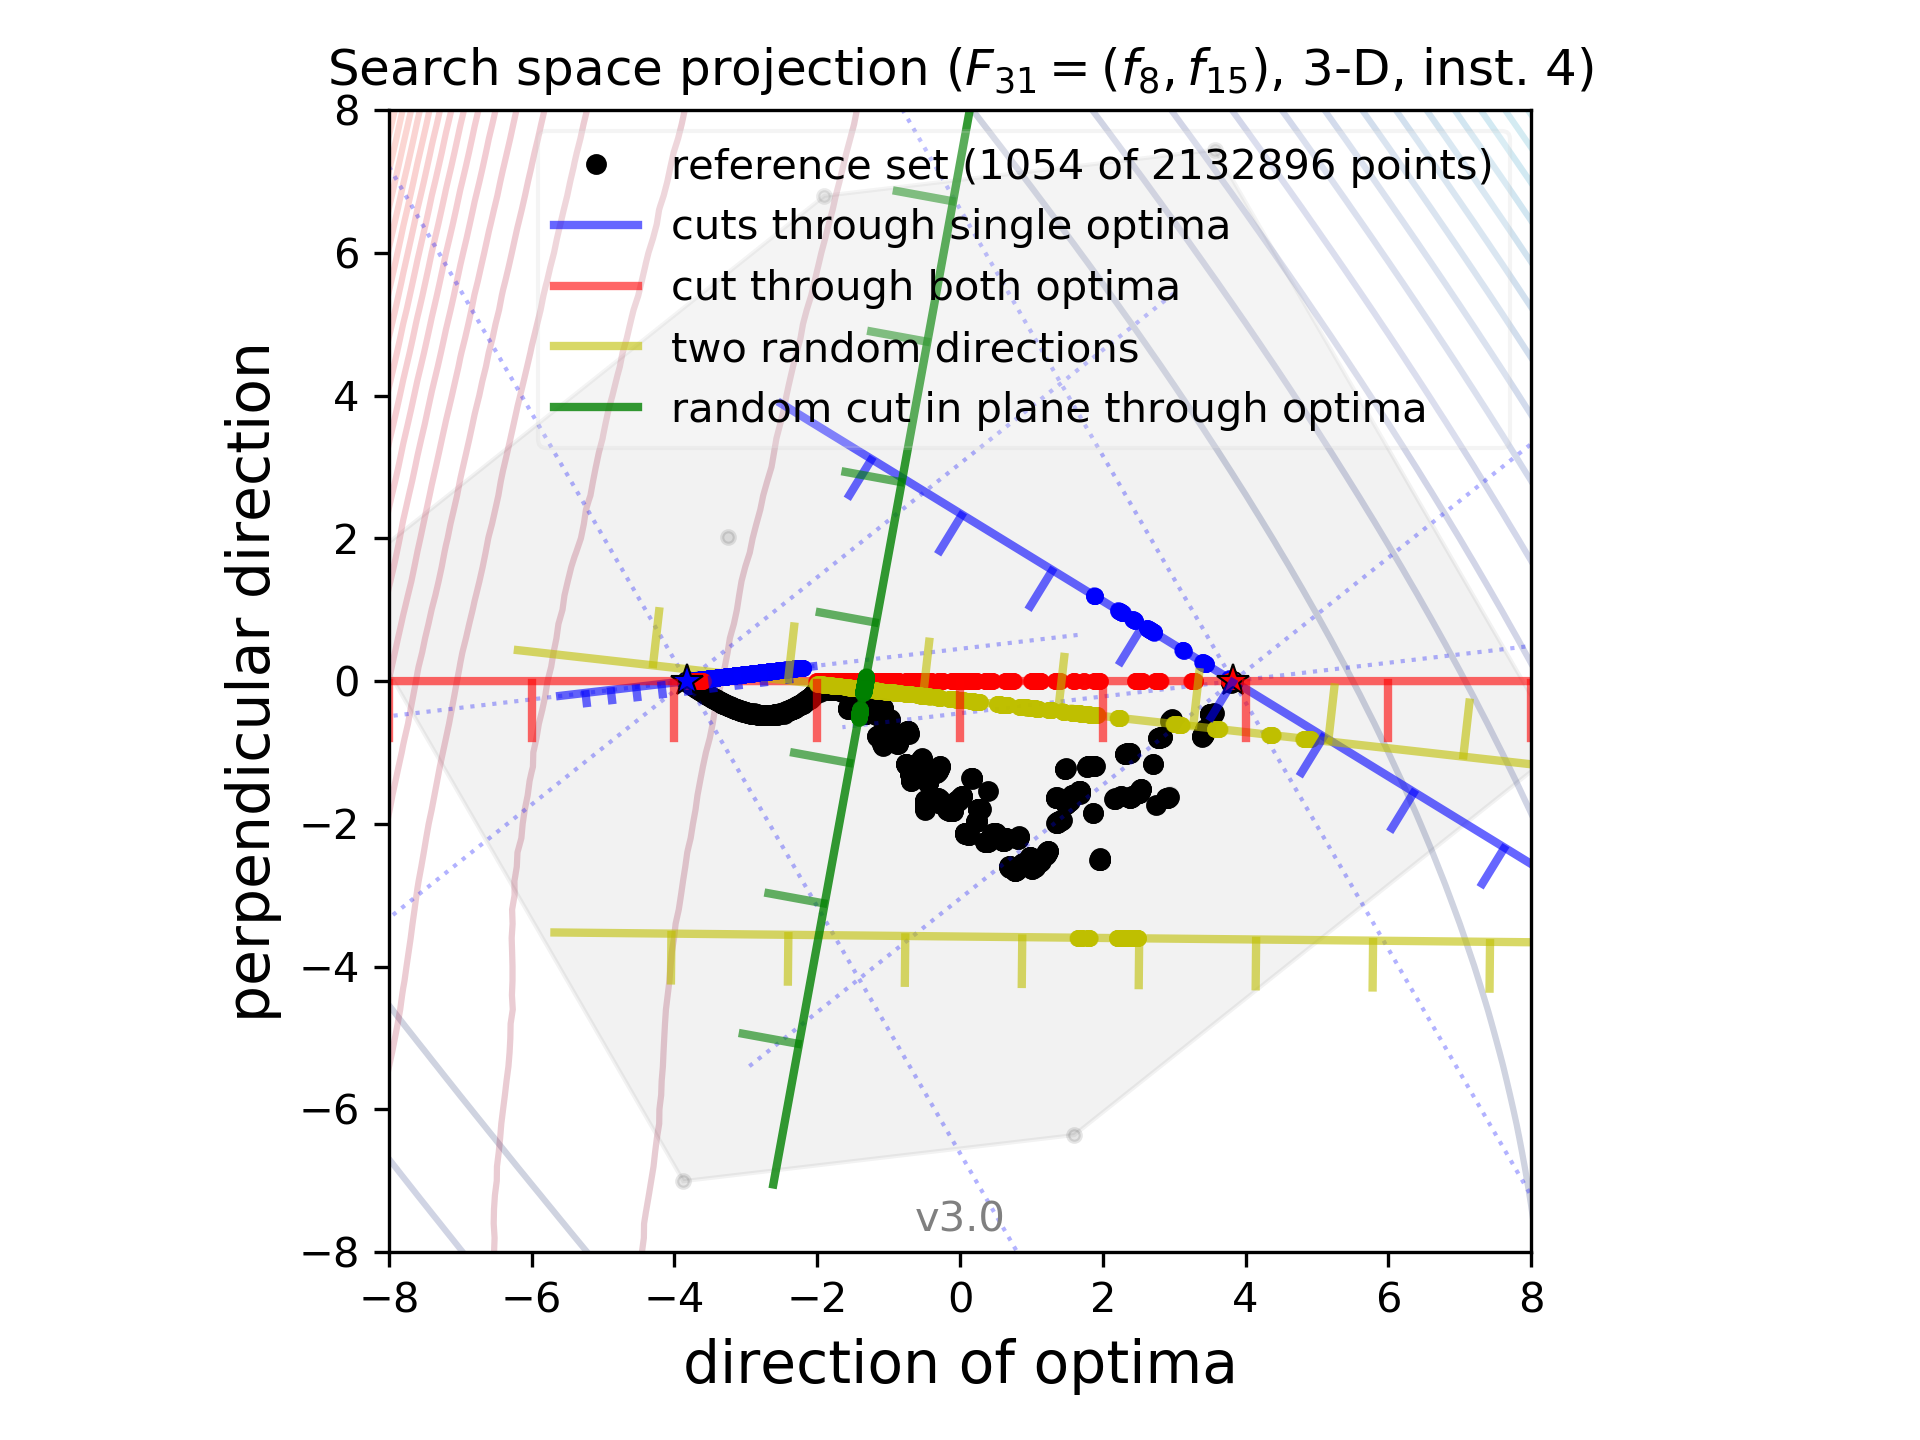 Search space projection (F31 = (f8, f15), 3-D, inst. 4)
8
reference set (1054 of 2132896 points)
cuts through single optima
6
cut through both optima
two random directions
4
random cut in plane through optima
2
0
−2
−4
−6
−8
perpendicular direction
v3.0
−8 −6 −4 −2 0 2 4 6 8
direction of optima